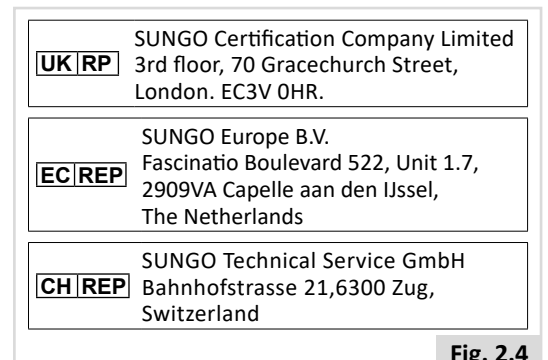 SUNGO Certification Company Limited
UK RP 3rd floor, 70 Gracechurch Street,
London. EC3V 0HR.
SUNGO Europe B.V.
Fascinatio Boulevard 522, Unit 1.7,
EC REP
2909VA Capelle aan den IJssel,
The Netherlands
SUNGO Technical Service GmbH
CH REP Bahnhofstrasse 21,6300 Zug,
Switzerland
Fig. 2.4